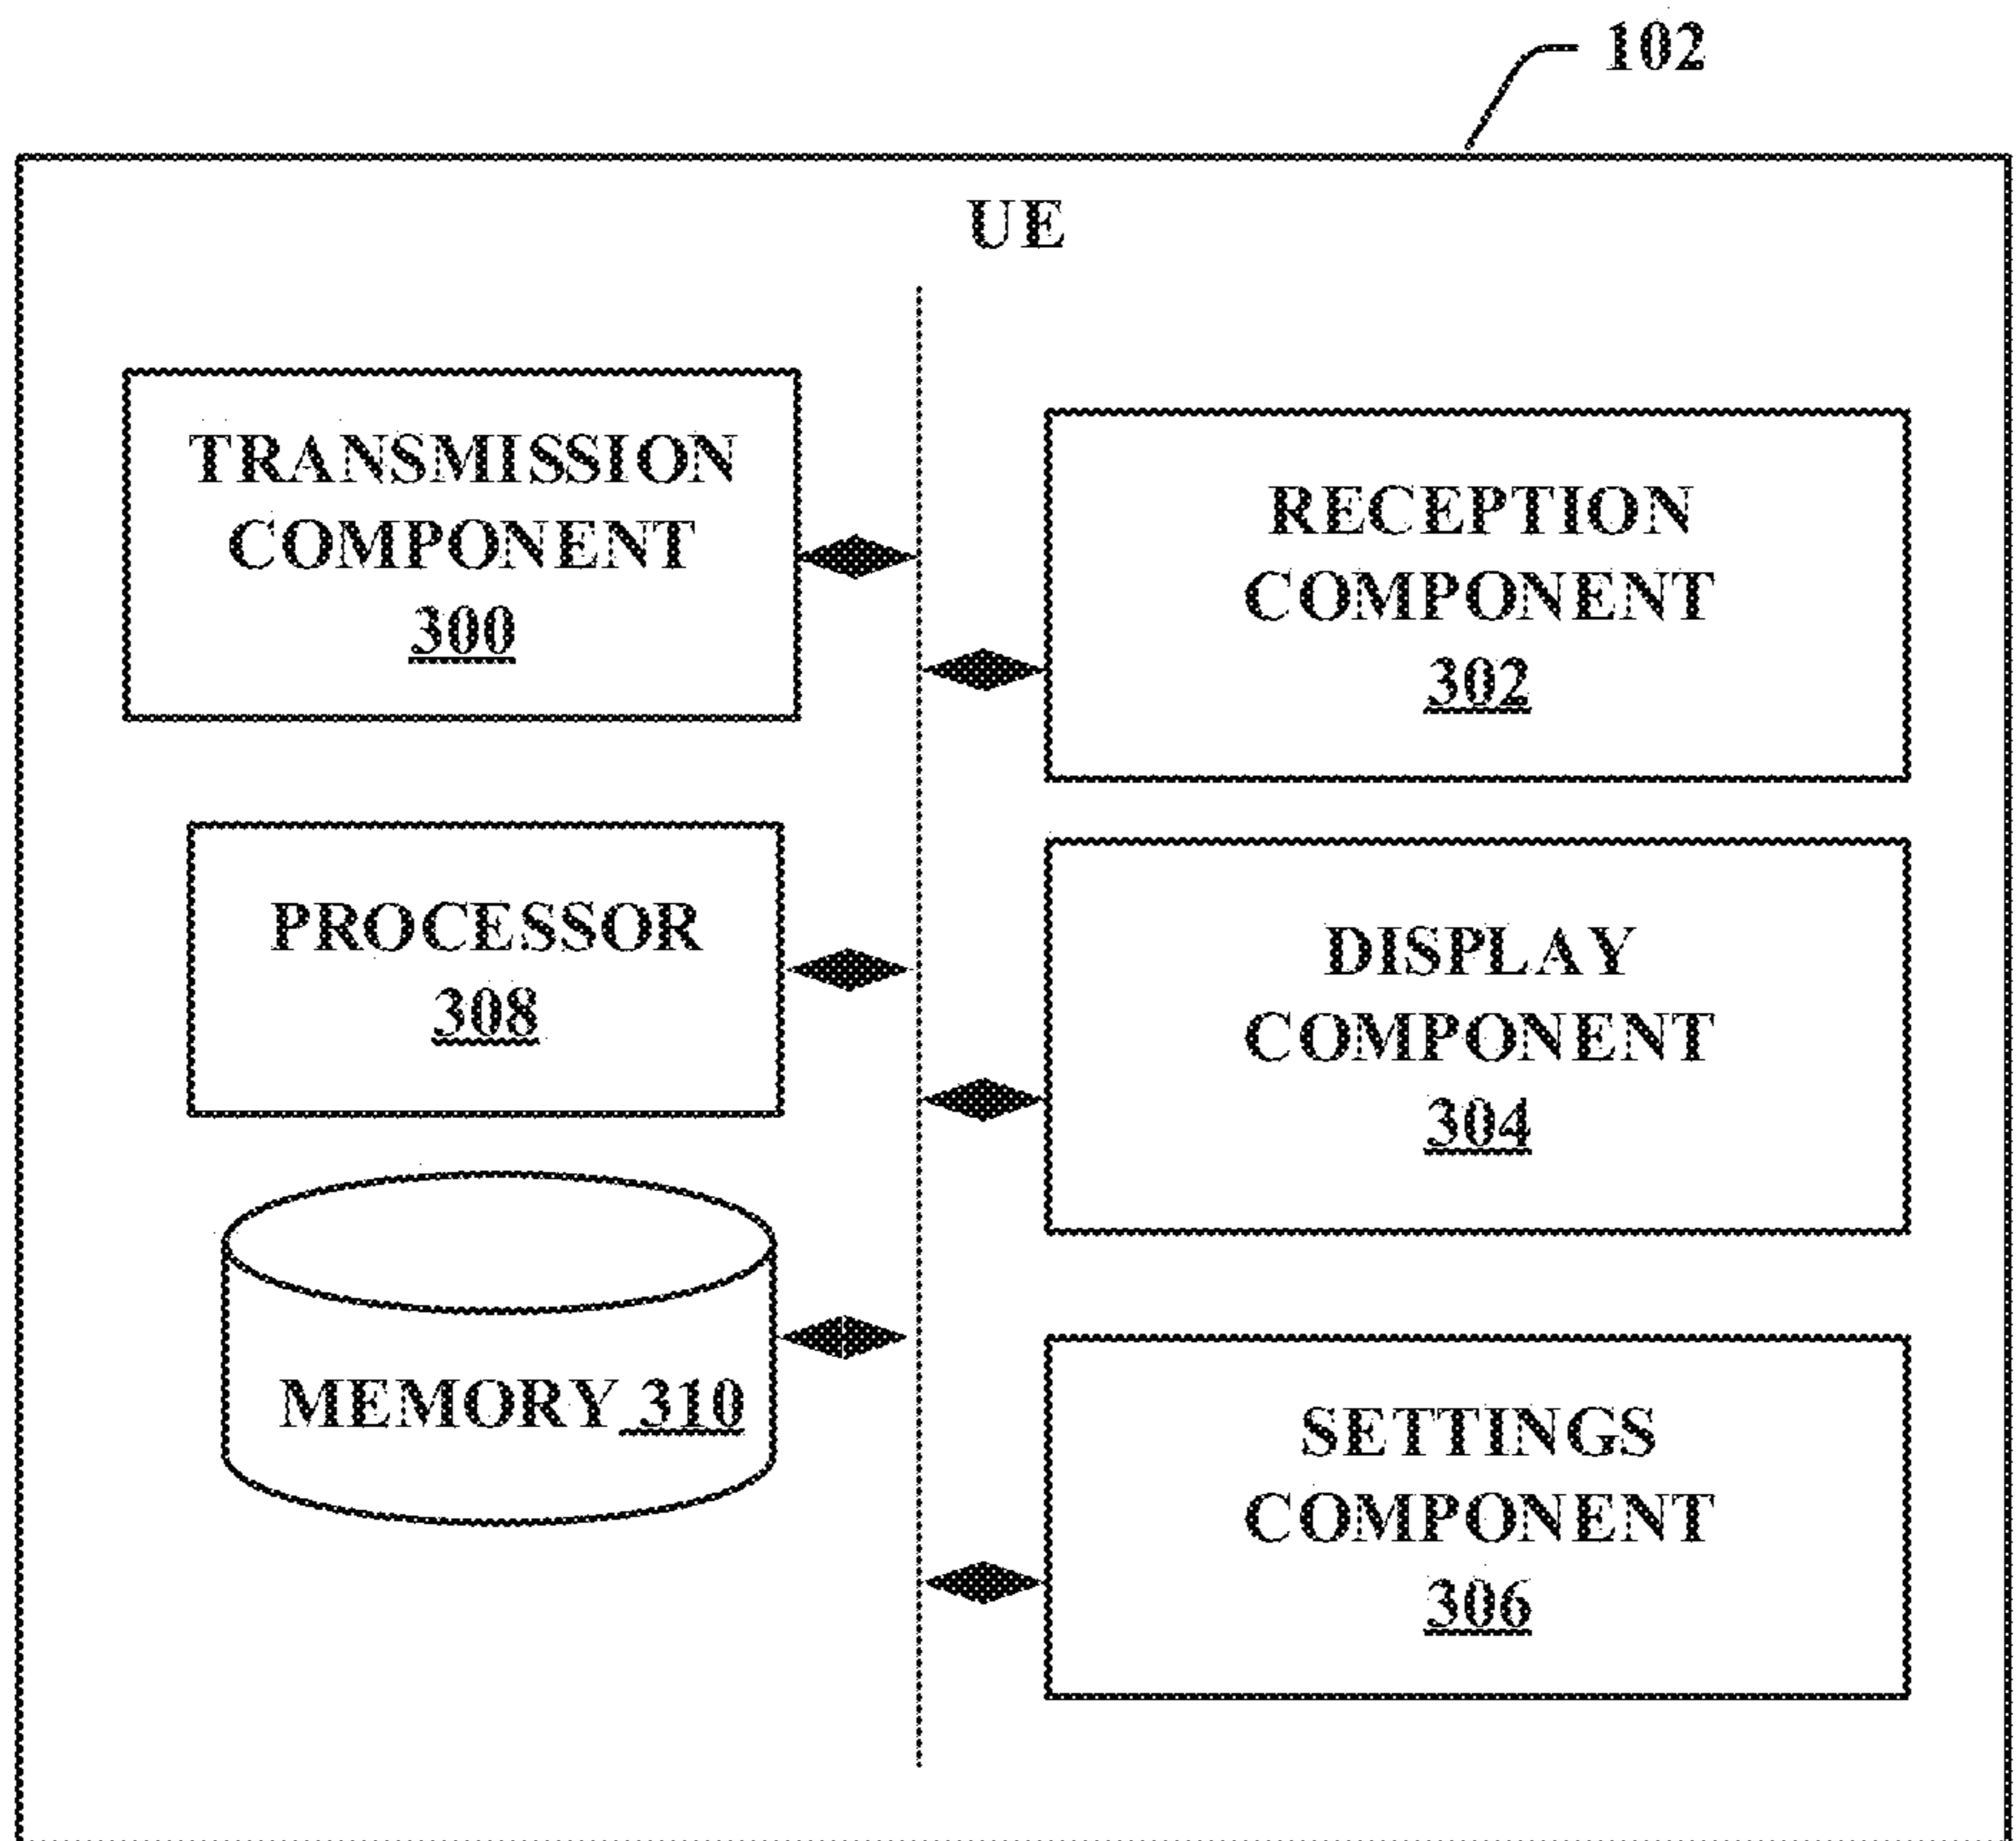 102
UE
TRANSMISSION
COMPONENT
300
RECEPTION
COMPONENT
302
PROCESSOR
308
DISPLAY
COMPONENT
304
MEMORY 310
SETTINGS
COMPONENT
306